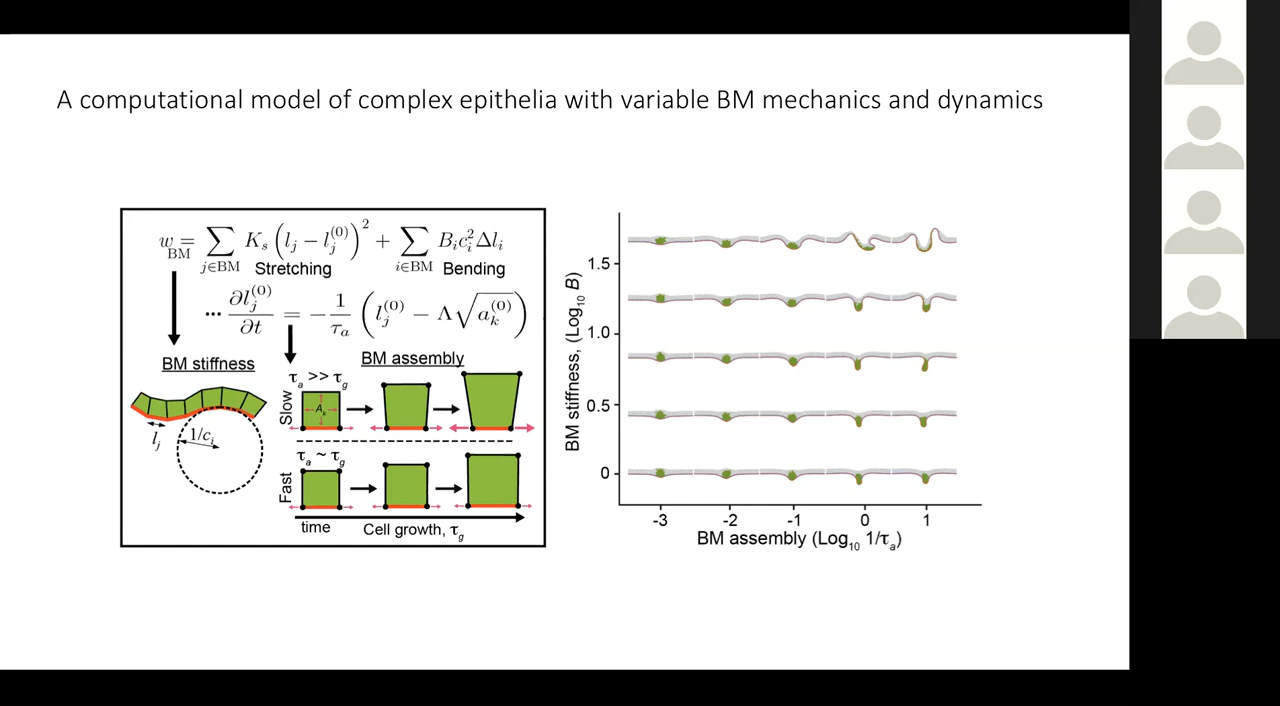 A computational model of complex epithelia with variable BM mechanics and dynamics
w_BM = ∑_{j∈BM} K_s (l_j − l_j^{(0)})^2 + ∑_{i∈BM} B_i c_i^2 Δl_i
Stretching Bending
... ∂l_j^{(0)}/∂t = −1/τ_a (l_j^{(0)} − Λ√a_k^{(0)})
BM stiffness
l_j
1/c_i
BM assembly
τ_a >> τ_g
Slow
A_k
τ_a ~ τ_g
Fast
time
Cell growth, τ_g
BM stiffness, (Log₁₀ B)
1.5
1.0
0.5
0
-3 -2 -1 0 1
BM assembly (Log₁₀ 1/τ_a)